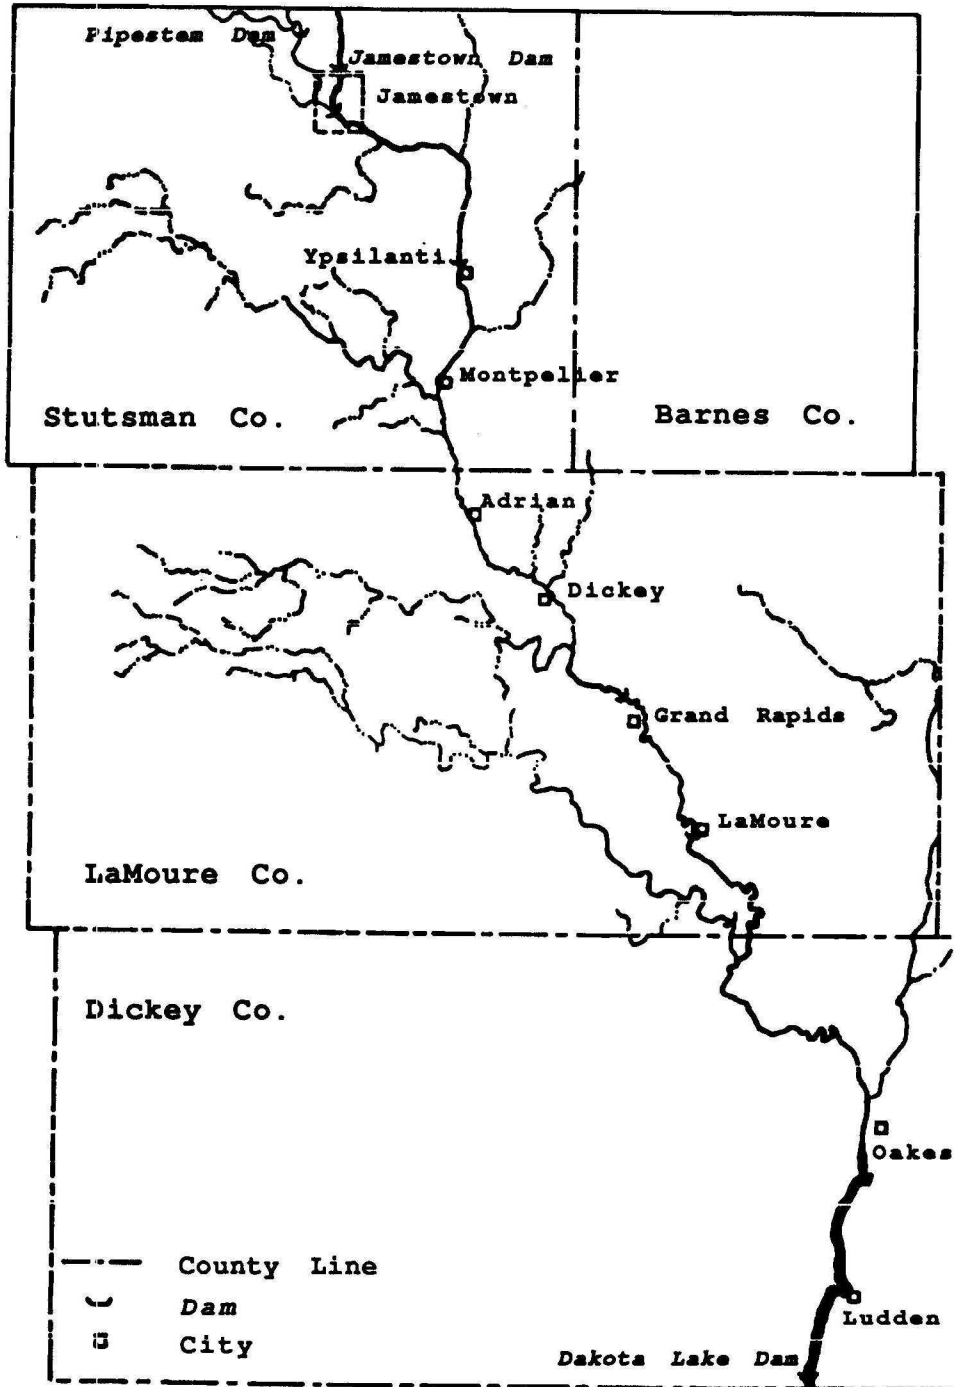 Pipestem Dam
Jamestown Dam
Jamestown
Ypsilanti
Montpelier
Stutsman Co.
Barnes Co.
Adrian
Dickey
Grand Rapids
LaMoure
LaMoure Co.
Dickey Co.
Oakes
County Line
Dam
Ludden
City
Dakota Lake Dam